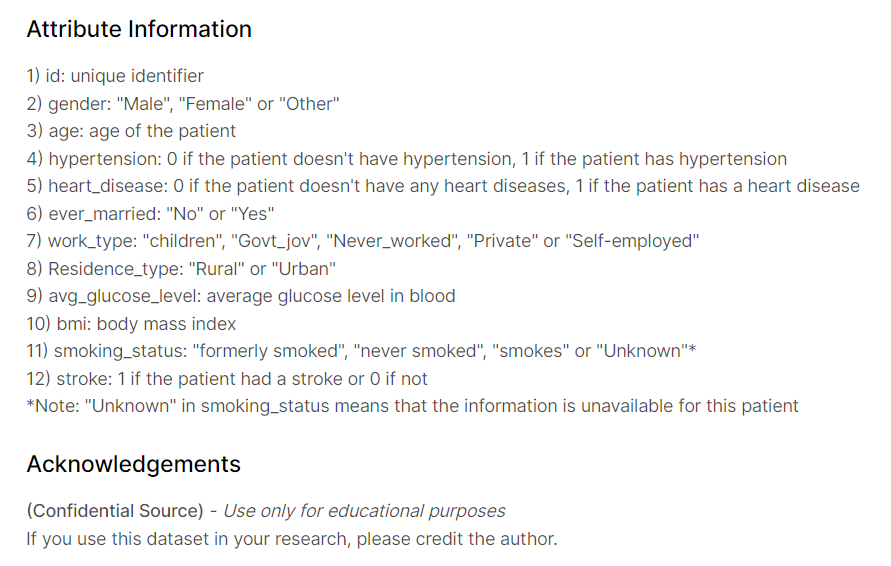 Attribute Information
1) id: unique identifier
2) gender: "Male", "Female" or "Other"
3) age: age of the patient
4) hypertension: 0 if the patient doesn't have hypertension, 1 if the patient has hypertension
5) heart_disease: 0 if the patient doesn't have any heart diseases, 1 if the patient has a heart disease
6) ever_married: "No" or "Yes"
7) work_type: "children", "Govt_jov", "Never_worked", "Private" or "Self-employed"
8) Residence_type: "Rural" or "Urban"
9) avg_glucose_level: average glucose level in blood
10) bmi: body mass index
11) smoking_status: "formerly smoked", "never smoked", "smokes" or "Unknown"*
12) stroke: 1 if the patient had a stroke or 0 if not
*Note: "Unknown" in smoking_status means that the information is unavailable for this patient
Acknowledgements
(Confidential Source) - Use only for educational purposes
If you use this dataset in your research, please credit the author.